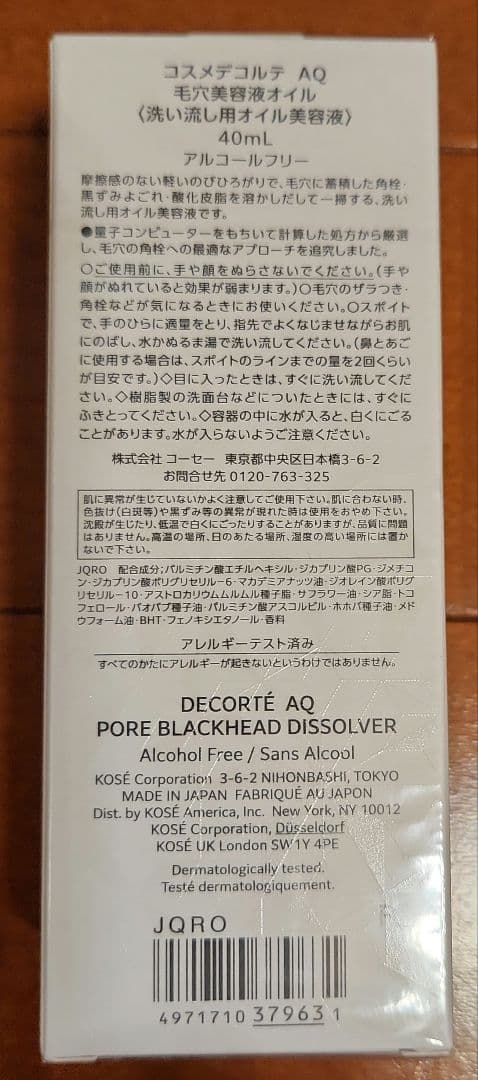 コスメデコルテ AQ
毛穴美容液オイル
〈洗い流し用オイル美容液〉
40mL
アルコールフリー
摩擦感のない軽いのびひろがりで、毛穴に蓄積した角栓・
黒ずみよごれ・酸化皮脂を溶かしだして一掃する、洗い
流し用オイル美容液です。
●量子コンピューターをもちいて計算した処方から厳選
し、毛穴の角栓への最適なアプローチを追究しました。
○ご使用前に、手や顔をぬらさないでください。(手や
顔がぬれていると効果が弱まります。)○毛穴のザラつき・
角栓などが気になるときにお使いください。○スポイト
で、手のひらに適量をとり、指先でよくなじませながらお肌
にのばし、水かぬるま湯で洗い流してください。(鼻とあご
に使用する場合は、スポイトのラインまでの量を2回くらい
が目安です。)◇目に入ったときは、すぐに洗い流してくだ
さい。◇樹脂製の洗面台などについたときには、すぐに
ふきとってください。◇容器の中に水が入ると、白くにごる
ことがあります。水が入らないようご注意ください。
株式会社 コーセー 東京都中央区日本橋3-6-2
お問合せ先 0120-763-325
肌に異常が生じていないかよく注意してご使用下さい。肌に合わない時、
色抜け(白斑等)や黒ずみ等の異常が現れた時は使用をおやめ下さい。
沈殿が生じたり、低温で白くにごったりすることがありますが、品質に問題
はありません。高温の場所、日のあたる場所、湿度の高い場所には置か
ないで下さい。
JQRO 配合成分:パルミチン酸エチルヘキシル・ジカプリン酸PG・ジメチコ
ン・ジカプリン酸ポリグリセリル-6・マカデミアナッツ油・ジオレイン酸ポリグ
リセリル-10・アストロカリウムムルムル種子脂・サフラワー油・シア脂・トコ
フェロール・バオバブ種子油・パルミチン酸アスコルビル・ホホバ種子油・メド
ウフォーム油・BHT・フェノキシエタノール・香料
アレルギーテスト済み
すべてのかたにアレルギーが起きないというわけではありません。
DECORTÉ AQ
PORE BLACKHEAD DISSOLVER
Alcohol Free / Sans Alcool
KOSÉ Corporation 3-6-2 NIHONBASHI, TOKYO
MADE IN JAPAN FABRIQUÉ AU JAPON
Dist. by KOSÉ America, Inc. New York, NY 10012
KOSÉ Corporation, Düsseldorf
KOSÉ UK London SW1Y 4PE
Dermatologically tested.
Testé dermatologiquement.
JQRO
4971710 379631